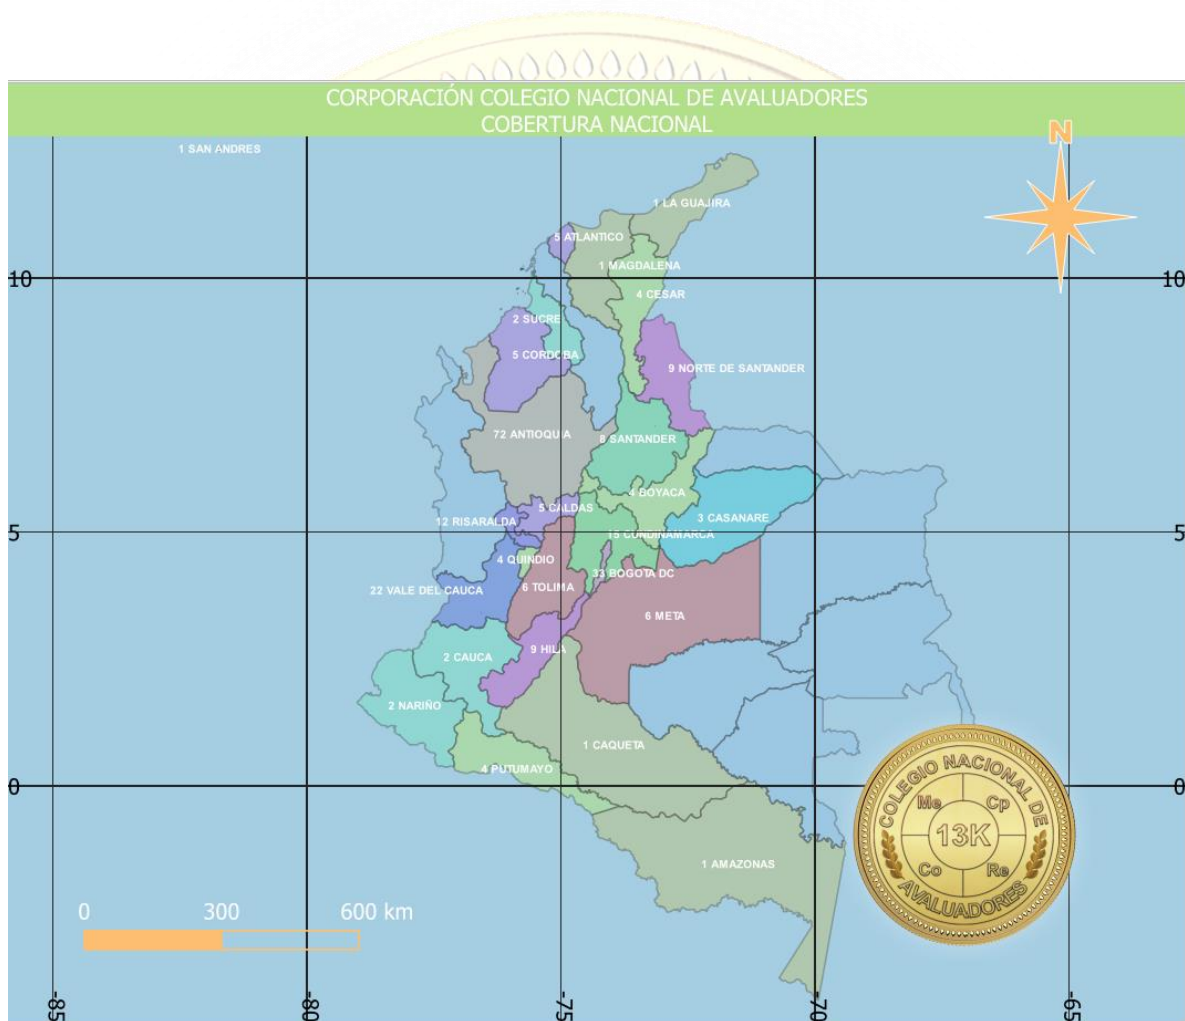 CORPORACIÓN COLEGIO NACIONAL DE AVALUADORES
COBERTURA NACIONAL
1 SAN ANDRES
N
1 LA GUAJIRA
5 ATLANTICO
1 MAGDALENA
10
10
4 CESAR
2 SUCRE
5 CORDOBA
9 NORTE DE SANTANDER
72 ANTIOQUIA
8 SANTANDER
4 BOYACA
5 CALDAS
3 CASANARE
12 RISARALDA
5
15 CUNDINAMARCA
5
4 QUINDIO
33 BOGOTA DC
6 TOLIMA
22 VALE DEL CAUCA
6 META
9 HILA
2 CAUCA
2 NARIÑO
1 CAQUETA
4 PUTUMAYO
0
0
COLEGIO NACIONAL DE
Me
Cp
13K
Co
Re
AVALUADORES
1 AMAZONAS
0 300 600 km
-85
-80
-75
-70
-65